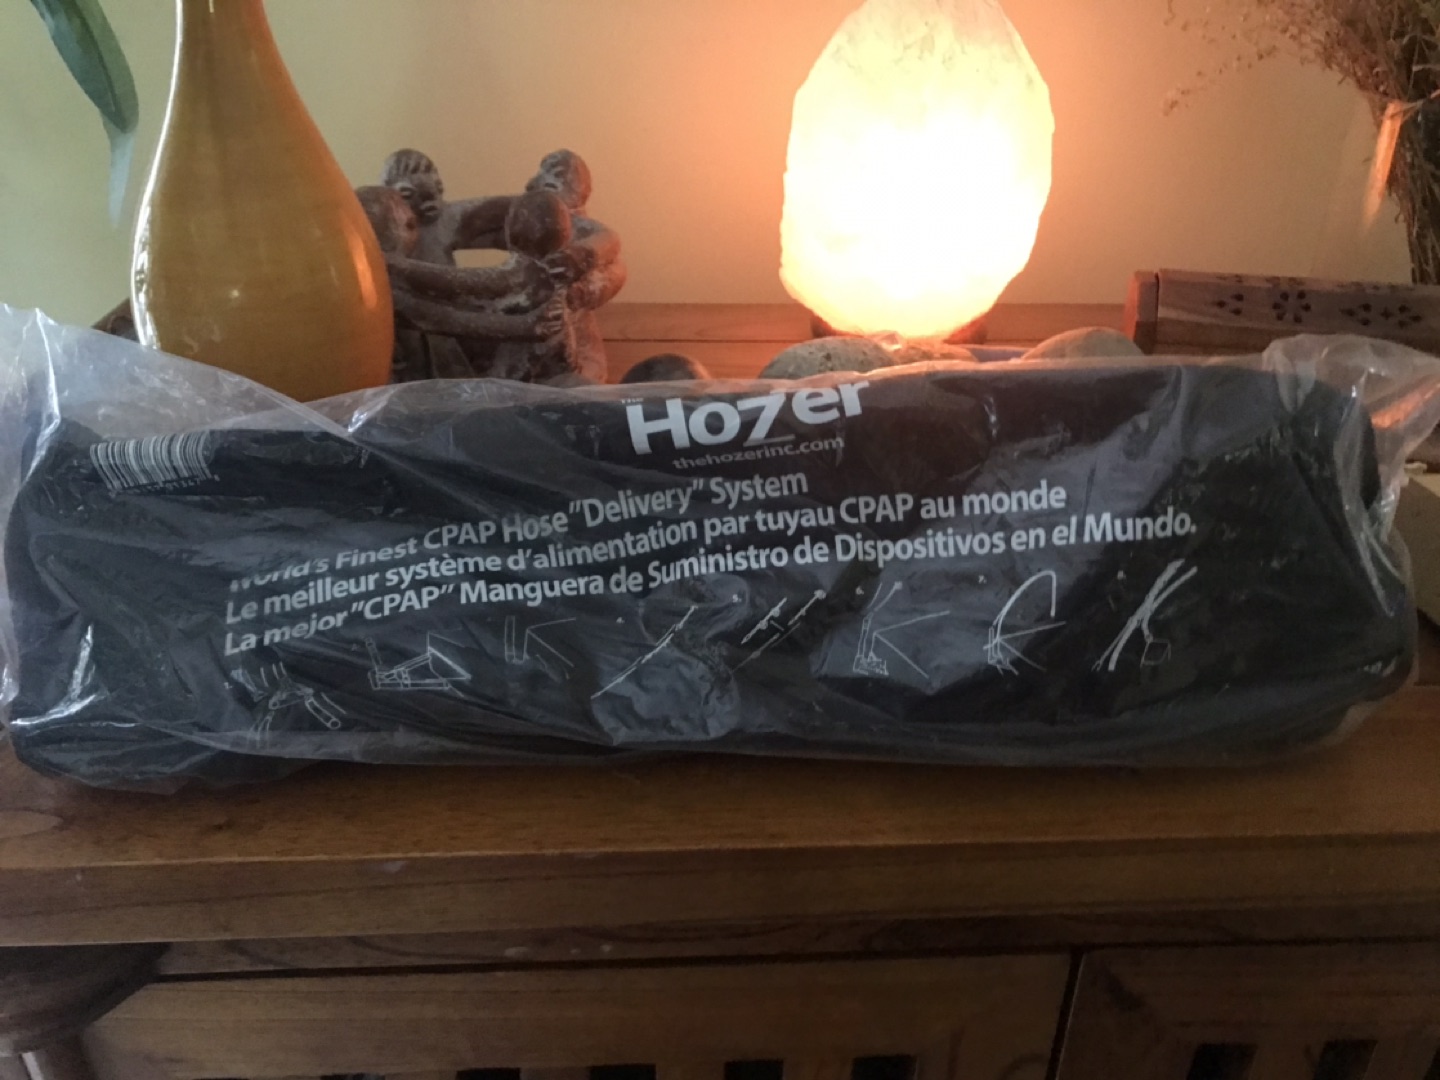 The
HoZer
thehozerinc.com
World's Finest CPAP Hose "Delivery" System
Le meilleur système d'alimentation par tuyau CPAP au monde
La mejor "CPAP" Manguera de Suministro de Dispositivos en el Mundo.